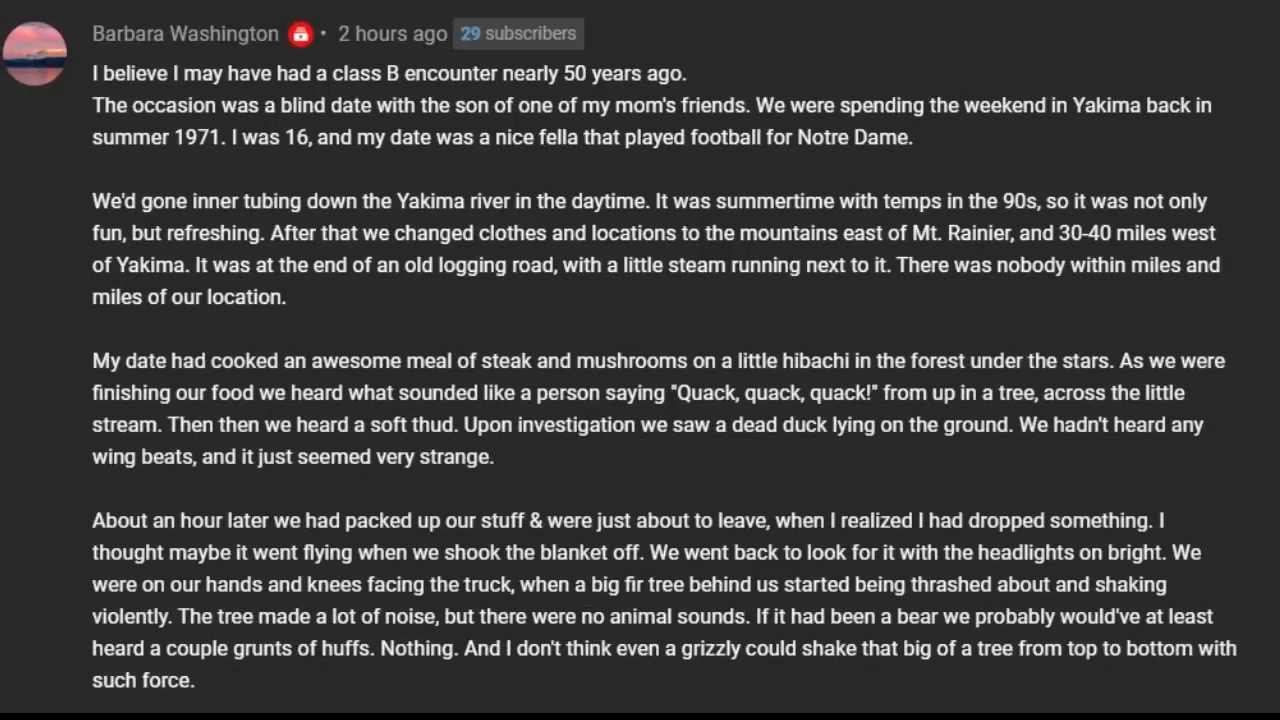 Barbara Washington • 2 hours ago 29 subscribers
I believe I may have had a class B encounter nearly 50 years ago.
The occasion was a blind date with the son of one of my mom's friends. We were spending the weekend in Yakima back in
summer 1971. I was 16, and my date was a nice fella that played football for Notre Dame.
We'd gone inner tubing down the Yakima river in the daytime. It was summertime with temps in the 90s, so it was not only
fun, but refreshing. After that we changed clothes and locations to the mountains east of Mt. Rainier, and 30-40 miles west
of Yakima. It was at the end of an old logging road, with a little steam running next to it. There was nobody within miles and
miles of our location.
My date had cooked an awesome meal of steak and mushrooms on a little hibachi in the forest under the stars. As we were
finishing our food we heard what sounded like a person saying "Quack, quack, quack!" from up in a tree, across the little
stream. Then then we heard a soft thud. Upon investigation we saw a dead duck lying on the ground. We hadn't heard any
wing beats, and it just seemed very strange.
About an hour later we had packed up our stuff & were just about to leave, when I realized I had dropped something. I
thought maybe it went flying when we shook the blanket off. We went back to look for it with the headlights on bright. We
were on our hands and knees facing the truck, when a big fir tree behind us started being thrashed about and shaking
violently. The tree made a lot of noise, but there were no animal sounds. If it had been a bear we probably would've at least
heard a couple grunts of huffs. Nothing. And I don't think even a grizzly could shake that big of a tree from top to bottom with
such force.